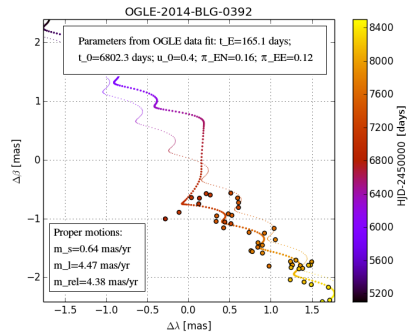 OGLE-2014-BLG-0392
Parameters from OGLE data fit: t_E=165.1 days;
t_0=6802.3 days; u_0=0.4; π_EN=0.16; π_EE=0.12
2
1
0
−1
−2
Δβ [mas]
Proper motions:
m_s=0.64 mas/yr
m_l=4.47 mas/yr
m_rel=4.38 mas/yr
−1.0 −0.5 0.0 0.5 1.0 1.5
Δλ [mas]
8400
8000
7600
7200
6800
6400
6000
5600
5200
HJD-2450000 [days]